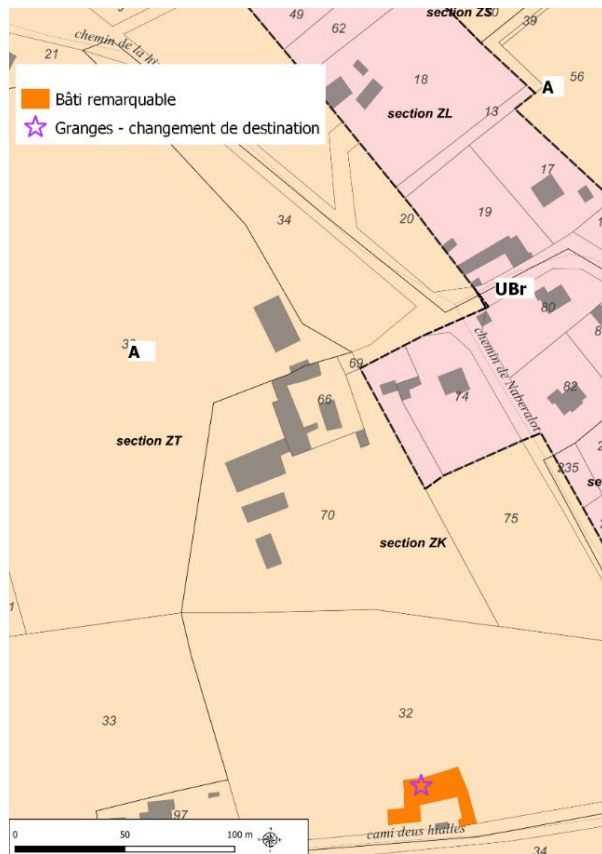 section ZS
49
62
39
21
chemin de la
18
A
56
Bâti remarquable
section ZL
13
Granges - changement de destination
17
19
34
20
UBr
80
A
69
chemin de Naberalot
66
74
82
section ZT
235
70
75
section ZK
32
33
97
cami deus hialles
0 50 100 m
34